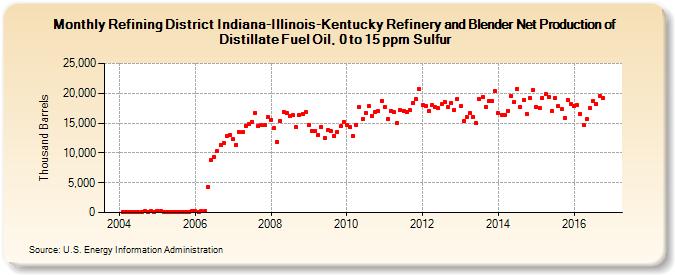 Monthly Refining District Indiana-Illinois-Kentucky Refinery and Blender Net Production of
Distillate Fuel Oil, 0 to 15 ppm Sulfur
Thousand Barrels
25,000
20,000
15,000
10,000
5,000
0
2004 2006 2008 2010 2012 2014 2016
Source: U.S. Energy Information Administration